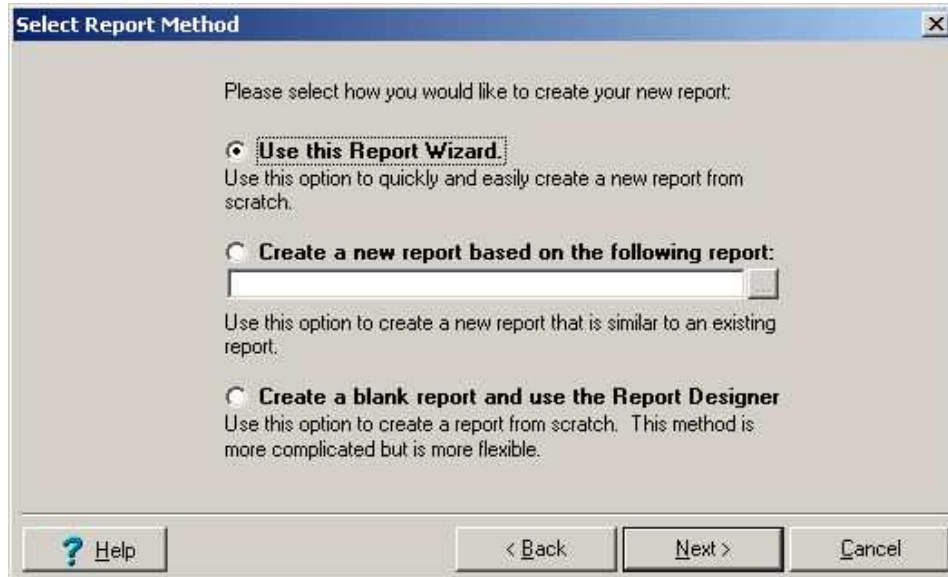 Select Report Method
Please select how you would like to create your new report:
Use this Report Wizard.
Use this option to quickly and easily create a new report from
scratch.
Create a new report based on the following report:
...
Use this option to create a new report that is similar to an existing
report.
Create a blank report and use the Report Designer
Use this option to create a report from scratch. This method is
more complicated but is more flexible.
? Help
< Back
Next >
Cancel